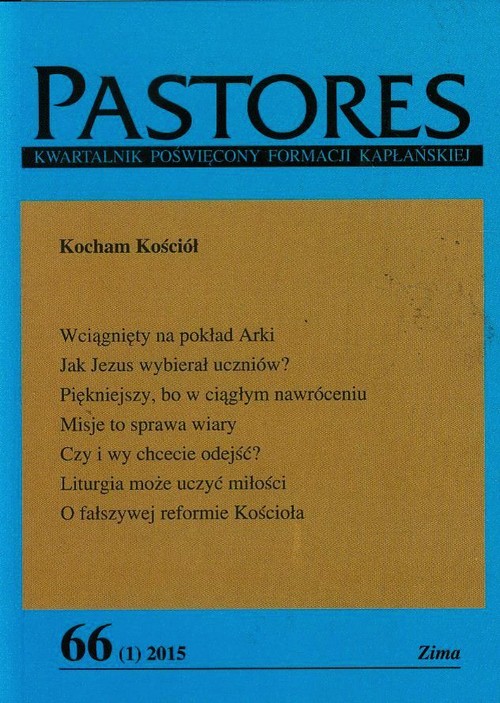 PASTORES
KWARTALNIK POŚWIĘCONY FORMACJI KAPŁAŃSKIEJ
Kocham Kościół
Wciągnięty na pokład Arki
Jak Jezus wybierał uczniów?
Piękniejszy, bo w ciągłym nawróceniu
Misje to sprawa wiary
Czy i wy chcecie odejść?
Liturgia może uczyć miłości
O fałszywej reformie Kościoła
66 (1) 2015
Zima